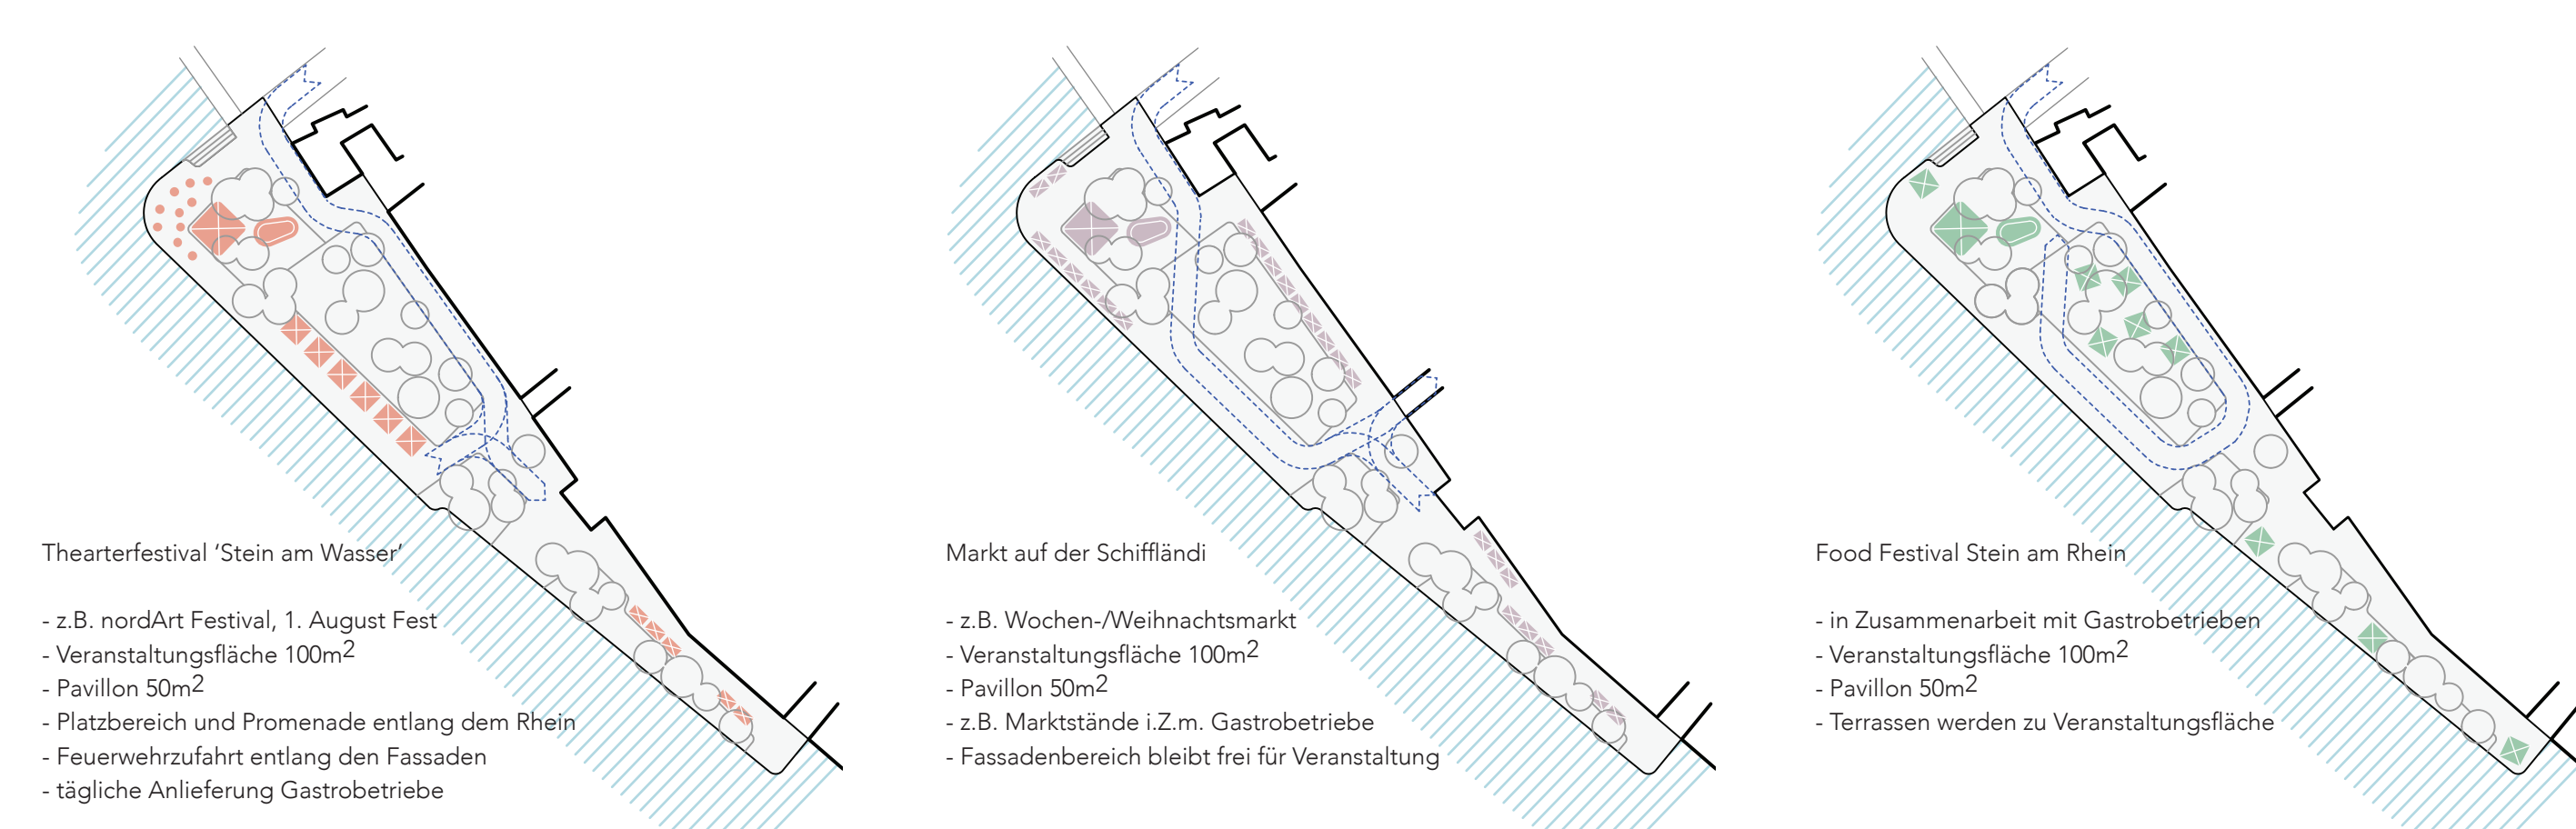 Thearterfestival ‘Stein am Wasser’
- z.B. nordArt Festival, 1. August Fest
- Veranstaltungsfläche 100m2
- Pavillon 50m2
- Platzbereich und Promenade entlang dem Rhein
- Feuerwehrzufahrt entlang den Fassaden
- tägliche Anlieferung Gastrobetriebe
Markt auf der Schiffländi
- z.B. Wochen-/Weihnachtsmarkt
- Veranstaltungsfläche 100m2
- Pavillon 50m2
- z.B. Marktstände i.Z.m. Gastrobetriebe
- Fassadenbereich bleibt frei für Veranstaltung
Food Festival Stein am Rhein
- in Zusammenarbeit mit Gastrobetrieben
- Veranstaltungsfläche 100m2
- Pavillon 50m2
- Terrassen werden zu Veranstaltungsfläche